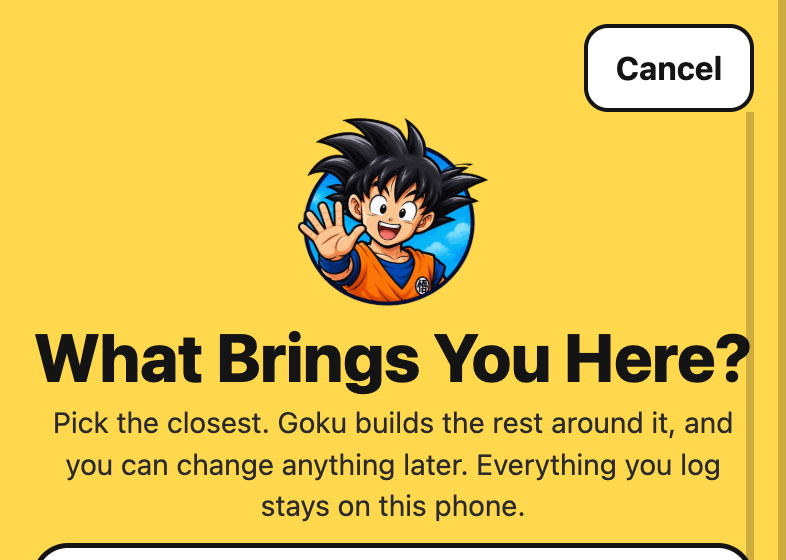 Cancel
悟
What Brings You Here?
Pick the closest. Goku builds the rest around it, and
you can change anything later. Everything you log
stays on this phone.